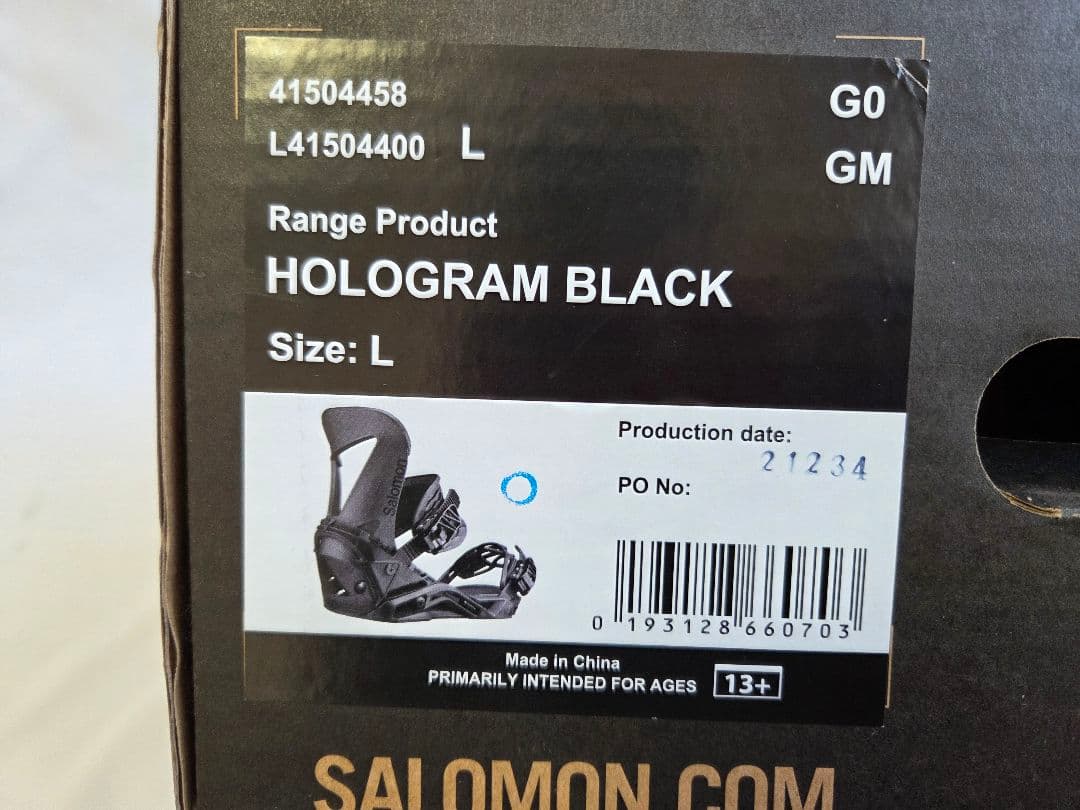 41504458
G0
L41504400 L
GM
Range Product
HOLOGRAM BLACK
Size: L
Salomon
Production date:
21234
PO No:
0 193128 660703
Made in China
PRIMARILY INTENDED FOR AGES 13+
SALOMON.COM